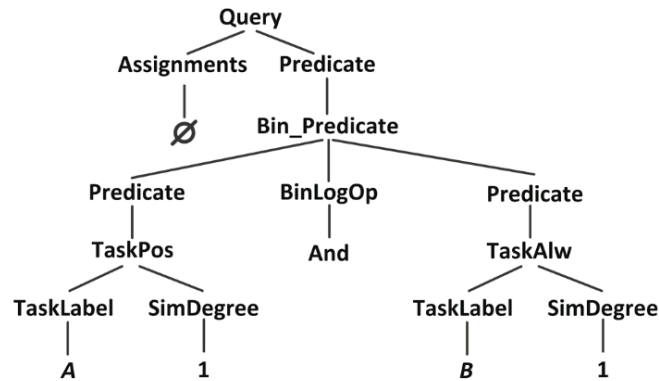 Query
Assignments Predicate
∅
Bin_Predicate
Predicate BinLogOp Predicate
TaskPos And TaskAlw
TaskLabel SimDegree TaskLabel SimDegree
A 1 B 1